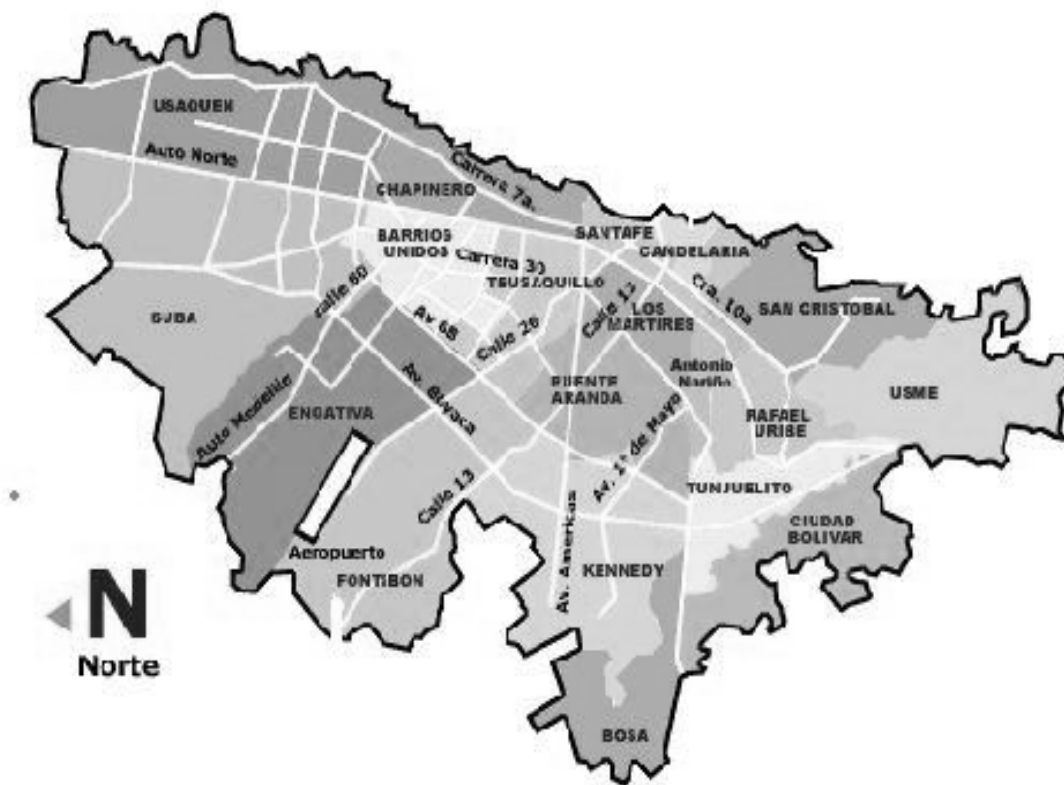 USAQUEN
Auto Norte
CHAPINERO
Carrera 7a.
BARRIOS
UNIDOS
Carrera 30
SANTAFE
CANDELARIA
TEUSAQUILLO
Calle 80
SUBA
Av 68
Calle 26
Calle 13
LOS
MARTIRES
Cra. 10a
SAN CRISTOBAL
Antonio
Nariño
PUENTE
ARANDA
Av. Boyaca
USME
RAFAEL
URIBE
Auto Medellin
ENGATIVA
Av. 1º de Mayo
TUNJUELITO
Calle 13
CIUDAD
BOLIVAR
Aeropuerto
FONTIBON
Av. Americas
KENNEDY
N
Norte
BOSA